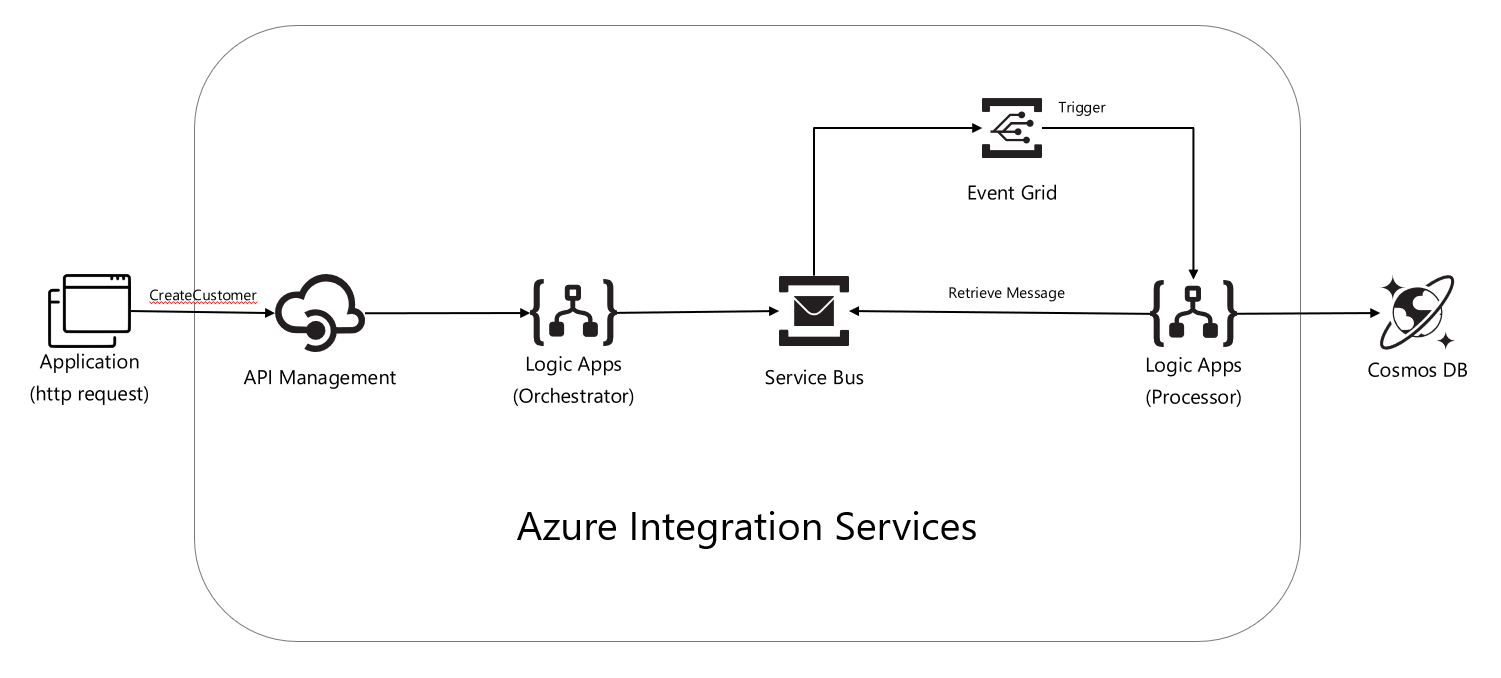 Trigger
Event Grid
CreateCustomer
Retrieve Message
Application
(http request)
API Management
Logic Apps
(Orchestrator)
Service Bus
Logic Apps
(Processor)
Cosmos DB
Azure Integration Services